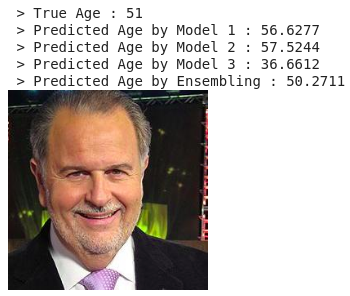 > True Age : 51
> Predicted Age by Model 1 : 56.6277
> Predicted Age by Model 2 : 57.5244
> Predicted Age by Model 3 : 36.6612
> Predicted Age by Ensembling : 50.2711